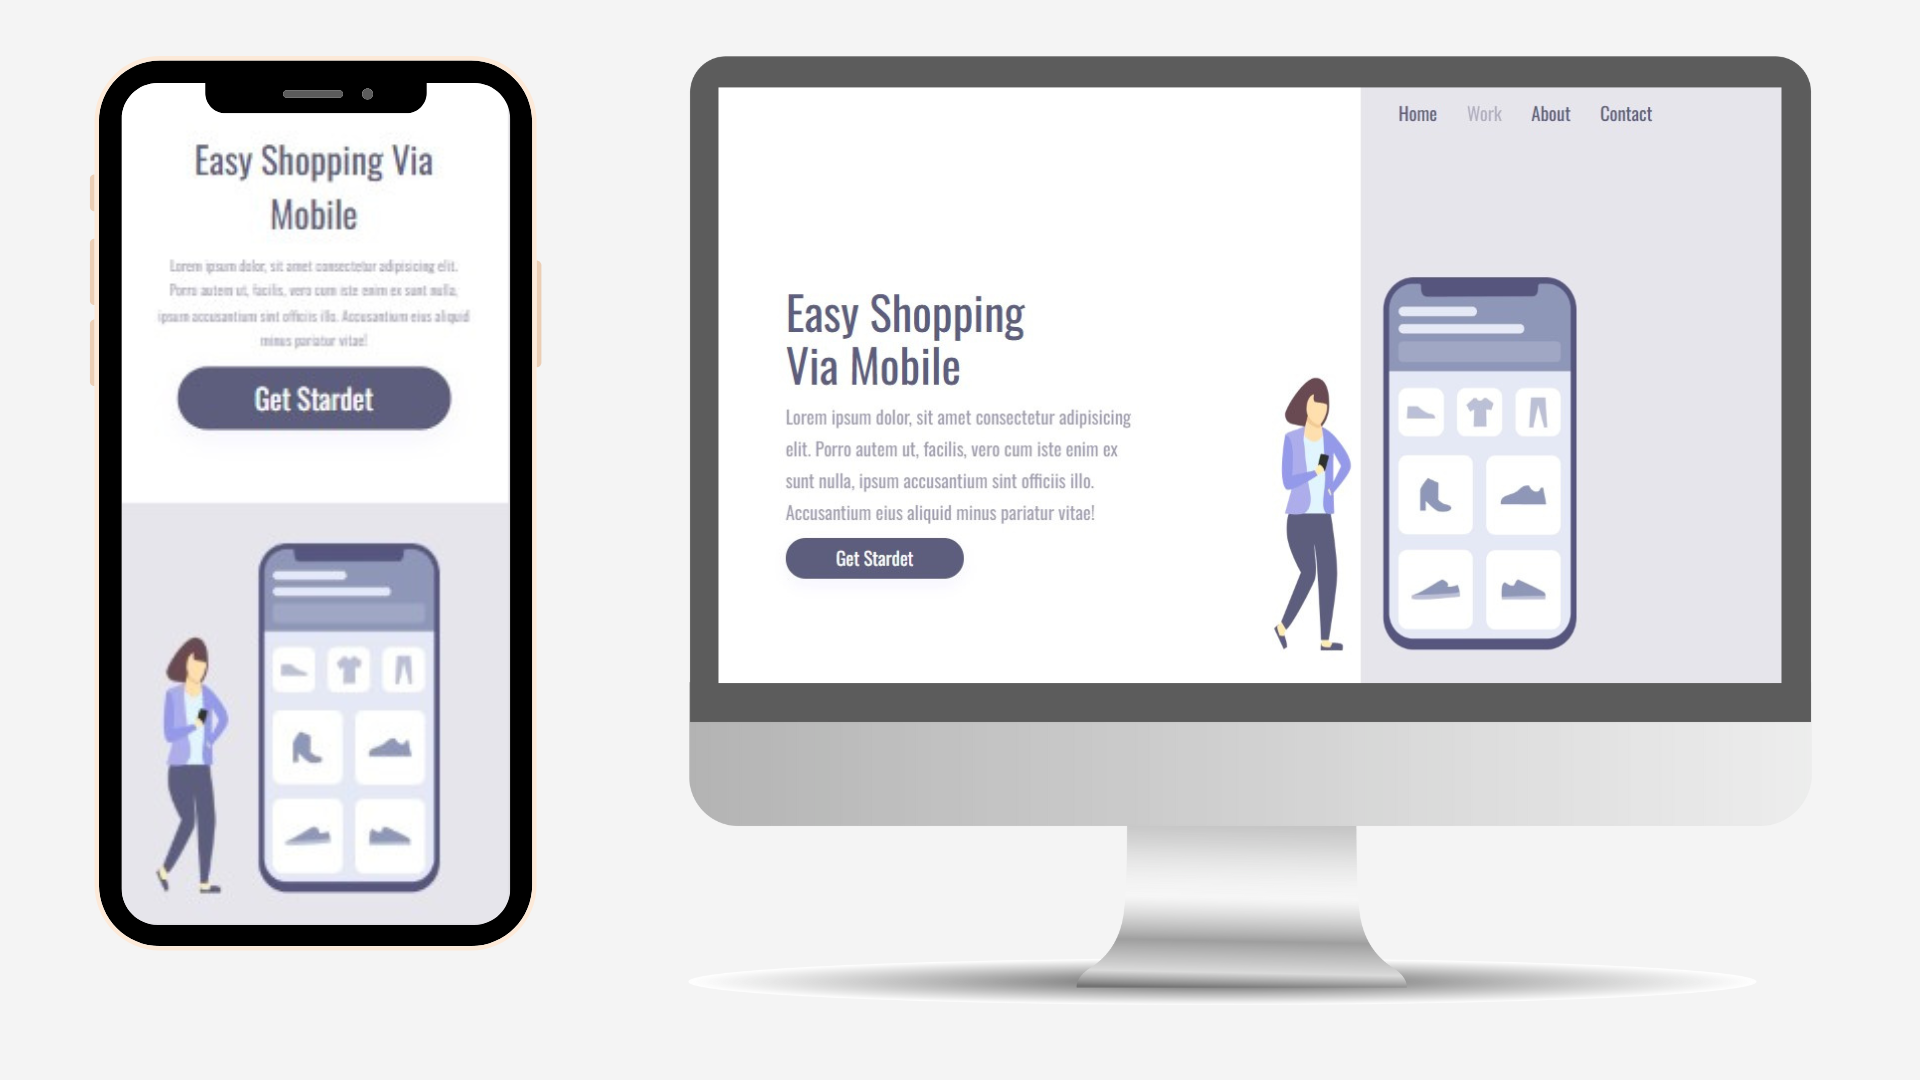 Easy Shopping Via
Mobile
Lorem ipsum dolor, sit amet consectetur adipisicing elit.
Porro autem ut, facilis, vero cum iste enim ex sunt nulla,
ipsum accusantium sint officiis illo. Accusantium eius aliquid
minus pariatur vitae!
Get Stardet
Home Work About Contact
Easy Shopping
Via Mobile
Lorem ipsum dolor, sit amet consectetur adipisicing
elit. Porro autem ut, facilis, vero cum iste enim ex
sunt nulla, ipsum accusantium sint officiis illo.
Accusantium eius aliquid minus pariatur vitae!
Get Stardet